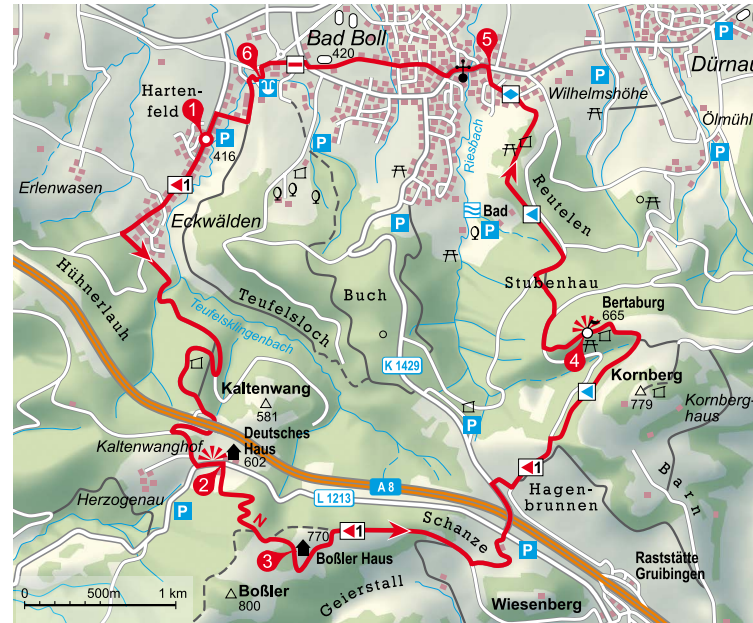 Bad Boll
420
6
5
Dürnau
Harten-
feld
1
P
416
P
P
P
P
Wilhelmshöhe
Ölmühl
P
Erlenwasen
1
Eckwälden
Riesbach
Reutelen
Bad
P
P
Hühnerlauh
Teufelsklingenbach
Teufelsloch
Buch
Stubenhau
Bertaburg
665
4
K 1429
Kaltenwang
581
Kornberg
779
Kornberg-
haus
Deutsches
Haus
602
Kaltenwanghof
2
P
1
Hagen-
brunnen
Barn
Herzogenau
A 8
L 1213
P
N
770
1
Schanze
P
3
Boßler Haus
Raststätte
Gruibingen
Boßler
800
Geierstall
Wiesenberg
0 500m 1 km